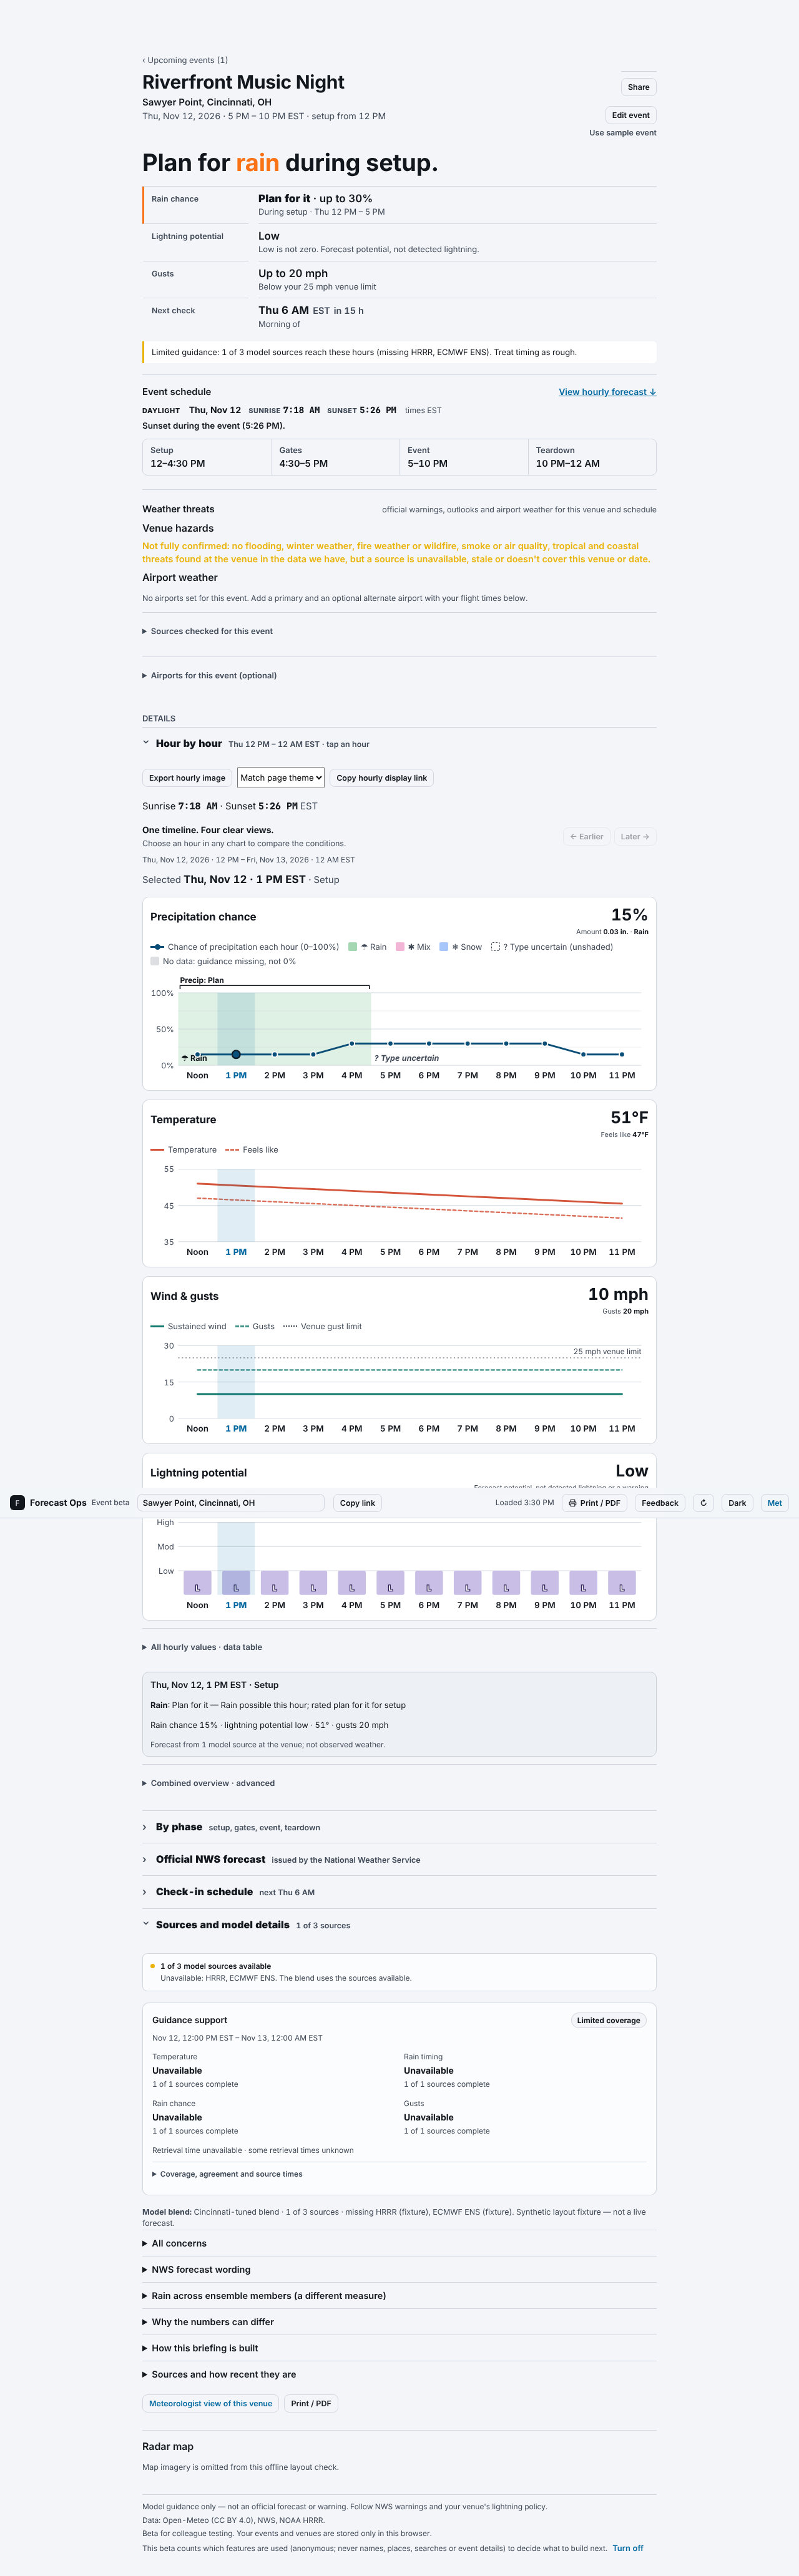 ‹ Upcoming events (1)
Riverfront Music Night
Share
Sawyer Point, Cincinnati, OH
Thu, Nov 12, 2026 · 5 PM – 10 PM EST · setup from 12 PM
Edit event
Use sample event
Plan for rain during setup.
Rain chance
Plan for it · up to 30%
During setup · Thu 12 PM – 5 PM
Lightning potential
Low
Low is not zero. Forecast potential, not detected lightning.
Gusts
Up to 20 mph
Below your 25 mph venue limit
Next check
Thu 6 AM EST in 15 h
Morning of
Limited guidance: 1 of 3 model sources reach these hours (missing HRRR, ECMWF ENS). Treat timing as rough.
Event schedule
View hourly forecast ↓
DAYLIGHT Thu, Nov 12 SUNRISE 7:18 AM SUNSET 5:26 PM times EST
Sunset during the event (5:26 PM).
Setup
12–4:30 PM
Gates
4:30–5 PM
Event
5–10 PM
Teardown
10 PM–12 AM
Weather threats
official warnings, outlooks and airport weather for this venue and schedule
Venue hazards
Not fully confirmed: no flooding, winter weather, fire weather or wildfire, smoke or air quality, tropical and coastal
threats found at the venue in the data we have, but a source is unavailable, stale or doesn't cover this venue or date.
Airport weather
No airports set for this event. Add a primary and an optional alternate airport with your flight times below.
▶ Sources checked for this event
▶ Airports for this event (optional)
DETAILS
Hour by hour Thu 12 PM – 12 AM EST · tap an hour
Export hourly image
Match page theme
Copy hourly display link
Sunrise 7:18 AM · Sunset 5:26 PM EST
One timeline. Four clear views.
Choose an hour in any chart to compare the conditions.
← Earlier
Later →
Thu, Nov 12, 2026 · 12 PM – Fri, Nov 13, 2026 · 12 AM EST
Selected Thu, Nov 12 · 1 PM EST · Setup
Precipitation chance
15%
Amount 0.03 in. · Rain
Chance of precipitation each hour (0–100%) ☂ Rain ✱ Mix ❄ Snow ? Type uncertain (unshaded)
No data: guidance missing, not 0%
Precip: Plan
100%
50%
0%
☂ Rain
? Type uncertain
Noon 1 PM 2 PM 3 PM 4 PM 5 PM 6 PM 7 PM 8 PM 9 PM 10 PM 11 PM
Temperature
51°F
Feels like 47°F
Temperature Feels like
55
45
35
Noon 1 PM 2 PM 3 PM 4 PM 5 PM 6 PM 7 PM 8 PM 9 PM 10 PM 11 PM
Wind & gusts
10 mph
Gusts 20 mph
Sustained wind Gusts Venue gust limit
30
25 mph venue limit
15
0
Noon 1 PM 2 PM 3 PM 4 PM 5 PM 6 PM 7 PM 8 PM 9 PM 10 PM 11 PM
Lightning potential
Low
Forecast potential, not detected lightning or a warning
F Forecast Ops Event beta
Sawyer Point, Cincinnati, OH
Copy link
Loaded 3:30 PM
Print / PDF
Feedback
Dark
Met
High
Mod
Low
L L L L L L L L L L L L
Noon 1 PM 2 PM 3 PM 4 PM 5 PM 6 PM 7 PM 8 PM 9 PM 10 PM 11 PM
▶ All hourly values · data table
Thu, Nov 12, 1 PM EST · Setup
Rain: Plan for it — Rain possible this hour; rated plan for it for setup
Rain chance 15% · lightning potential low · 51° · gusts 20 mph
Forecast from 1 model source at the venue; not observed weather.
▶ Combined overview · advanced
› By phase setup, gates, event, teardown
› Official NWS forecast issued by the National Weather Service
› Check-in schedule next Thu 6 AM
Sources and model details 1 of 3 sources
1 of 3 model sources available
Unavailable: HRRR, ECMWF ENS. The blend uses the sources available.
Guidance support
Limited coverage
Nov 12, 12:00 PM EST – Nov 13, 12:00 AM EST
Temperature
Unavailable
1 of 1 sources complete
Rain timing
Unavailable
1 of 1 sources complete
Rain chance
Unavailable
1 of 1 sources complete
Gusts
Unavailable
1 of 1 sources complete
Retrieval time unavailable · some retrieval times unknown
▶ Coverage, agreement and source times
Model blend: Cincinnati-tuned blend · 1 of 3 sources · missing HRRR (fixture), ECMWF ENS (fixture). Synthetic layout fixture — not a live
forecast.
▶ All concerns
▶ NWS forecast wording
▶ Rain across ensemble members (a different measure)
▶ Why the numbers can differ
▶ How this briefing is built
▶ Sources and how recent they are
Meteorologist view of this venue
Print / PDF
Radar map
Map imagery is omitted from this offline layout check.
Model guidance only — not an official forecast or warning. Follow NWS warnings and your venue's lightning policy.
Data: Open-Meteo (CC BY 4.0), NWS, NOAA HRRR.
Beta for colleague testing. Your events and venues are stored only in this browser.
This beta counts which features are used (anonymous; never names, places, searches or event details) to decide what to build next. Turn off